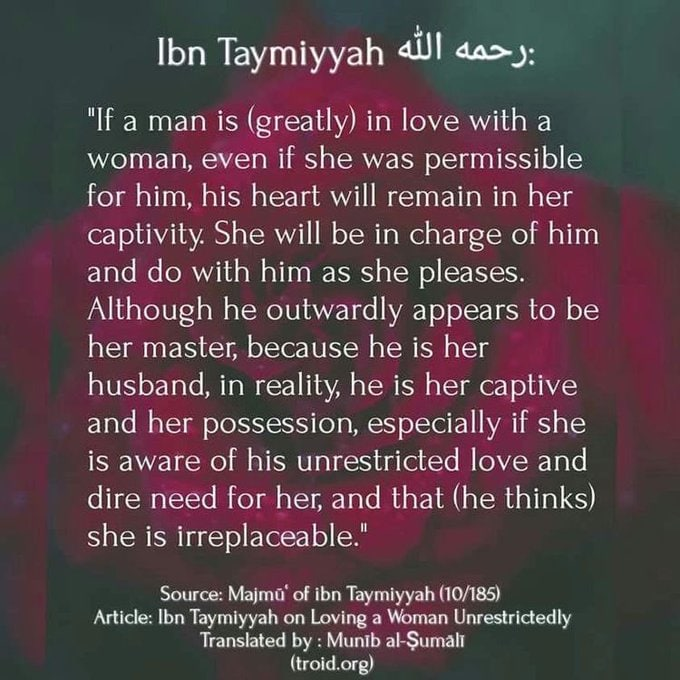 Ibn Taymiyyah رحمه الله:
"If a man is (greatly) in love with a
woman, even if she was permissible
for him, his heart will remain in her
captivity. She will be in charge of him
and do with him as she pleases.
Although he outwardly appears to be
her master, because he is her
husband, in reality, he is her captive
and her possession, especially if she
is aware of his unrestricted love and
dire need for her, and that (he thinks)
she is irreplaceable."
Source: Majmūʿ of ibn Taymiyyah (10/185)
Article: Ibn Taymiyyah on Loving a Woman Unrestrictedly
Translated by : Munīb al-Ṣumālī
(troid.org)